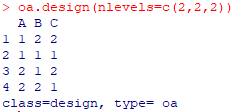 > oa.design(nlevels=c(2,2,2))
  A B C
1 1 2 2
2 1 1 1
3 2 1 2
4 2 2 1
class=design, type= oa